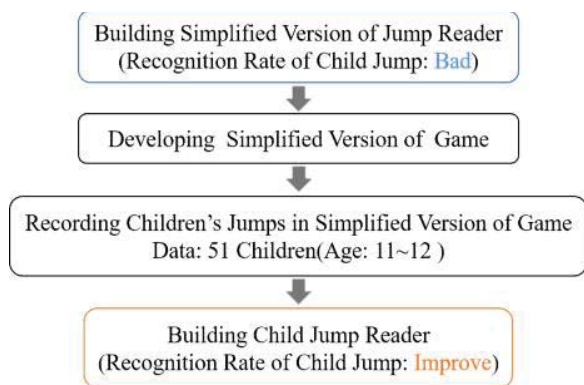 Building Simplified Version of Jump Reader
(Recognition Rate of Child Jump: Bad)
Developing Simplified Version of Game
Recording Children's Jumps in Simplified Version of Game
Data: 51 Children(Age: 11~12 )
Building Child Jump Reader
(Recognition Rate of Child Jump: Improve)